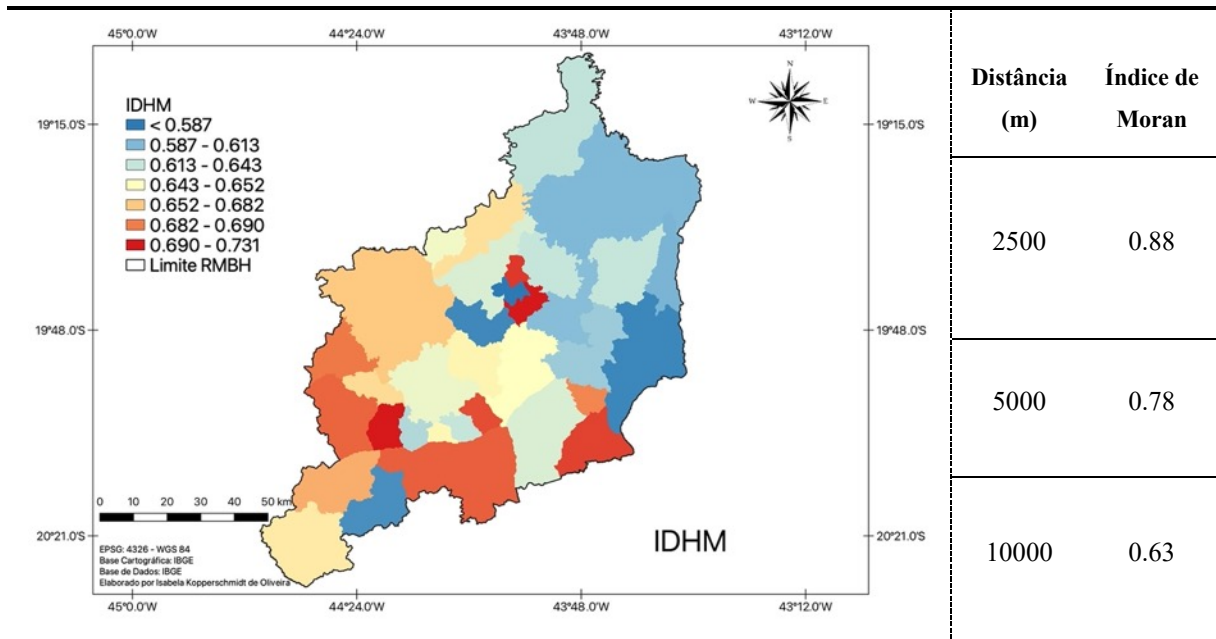 45°0.0'W 44°24.0'W 43°48.0'W 43°12.0'W
N
W E
S
IDHM
< 0.587
0.587 - 0.613
0.613 - 0.643
0.643 - 0.652
0.652 - 0.682
0.682 - 0.690
0.690 - 0.731
Limite RMBH
19°15.0'S 19°15.0'S
19°48.0'S 19°48.0'S
20°21.0'S 20°21.0'S
0 10 20 30 40 50 km
EPSG: 4326 - WGS 84
Base Cartográfica: IBGE
Base de Dados: IBGE
Elaborado por Isabela Kopperschmidt de Oliveira
IDHM
45°0.0'W 44°24.0'W 43°48.0'W 43°12.0'W
Distância Índice de
(m) Moran
2500 0.88
5000 0.78
10000 0.63